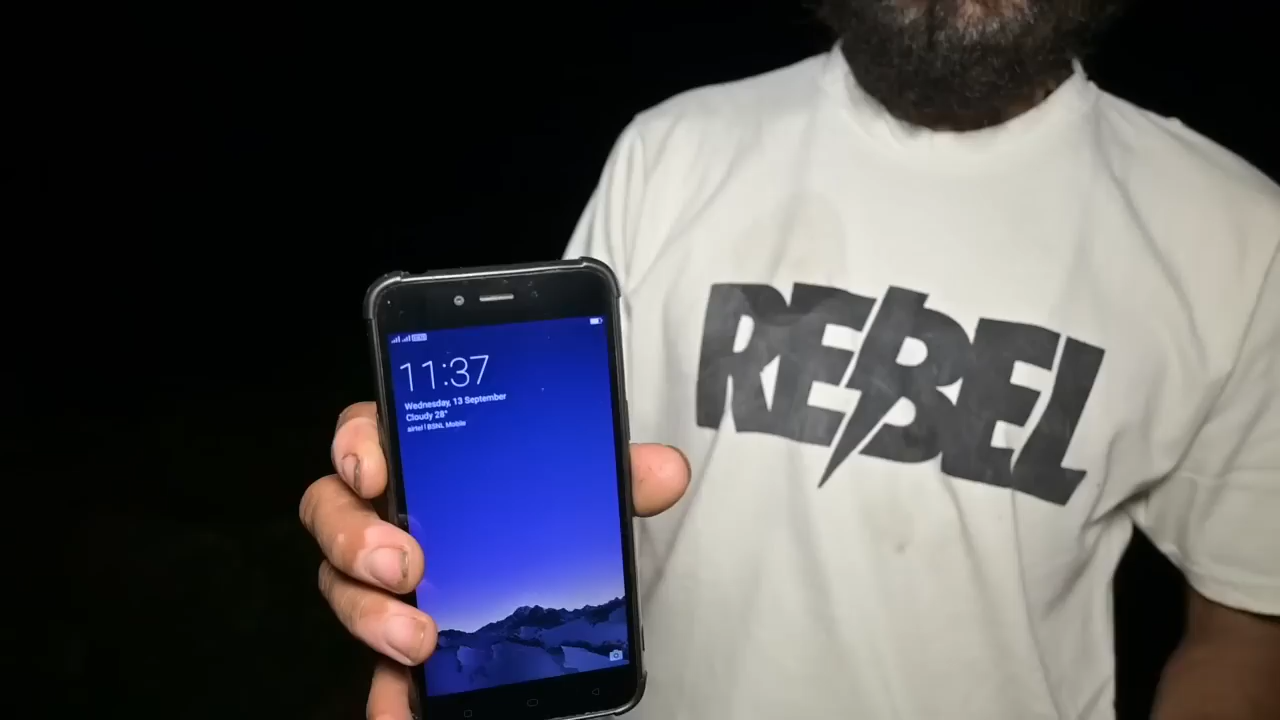 11:37
Wednesday, 13 September
Cloudy 28°
airtel | BSNL Mobile
REBEL